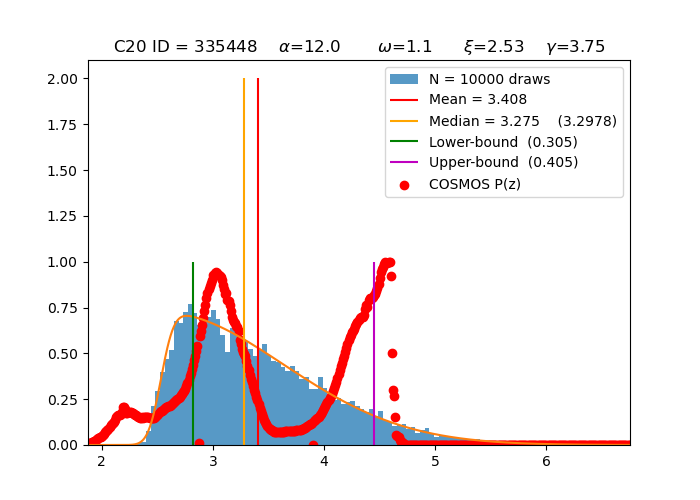 C20 ID = 335448 α=12.0 ω=1.1 ξ=2.53 γ=3.75
N = 10000 draws
Mean = 3.408
Median = 3.275 (3.2978)
Lower-bound (0.305)
Upper-bound (0.405)
COSMOS P(z)
2.00
1.75
1.50
1.25
1.00
0.75
0.50
0.25
0.00
2 3 4 5 6